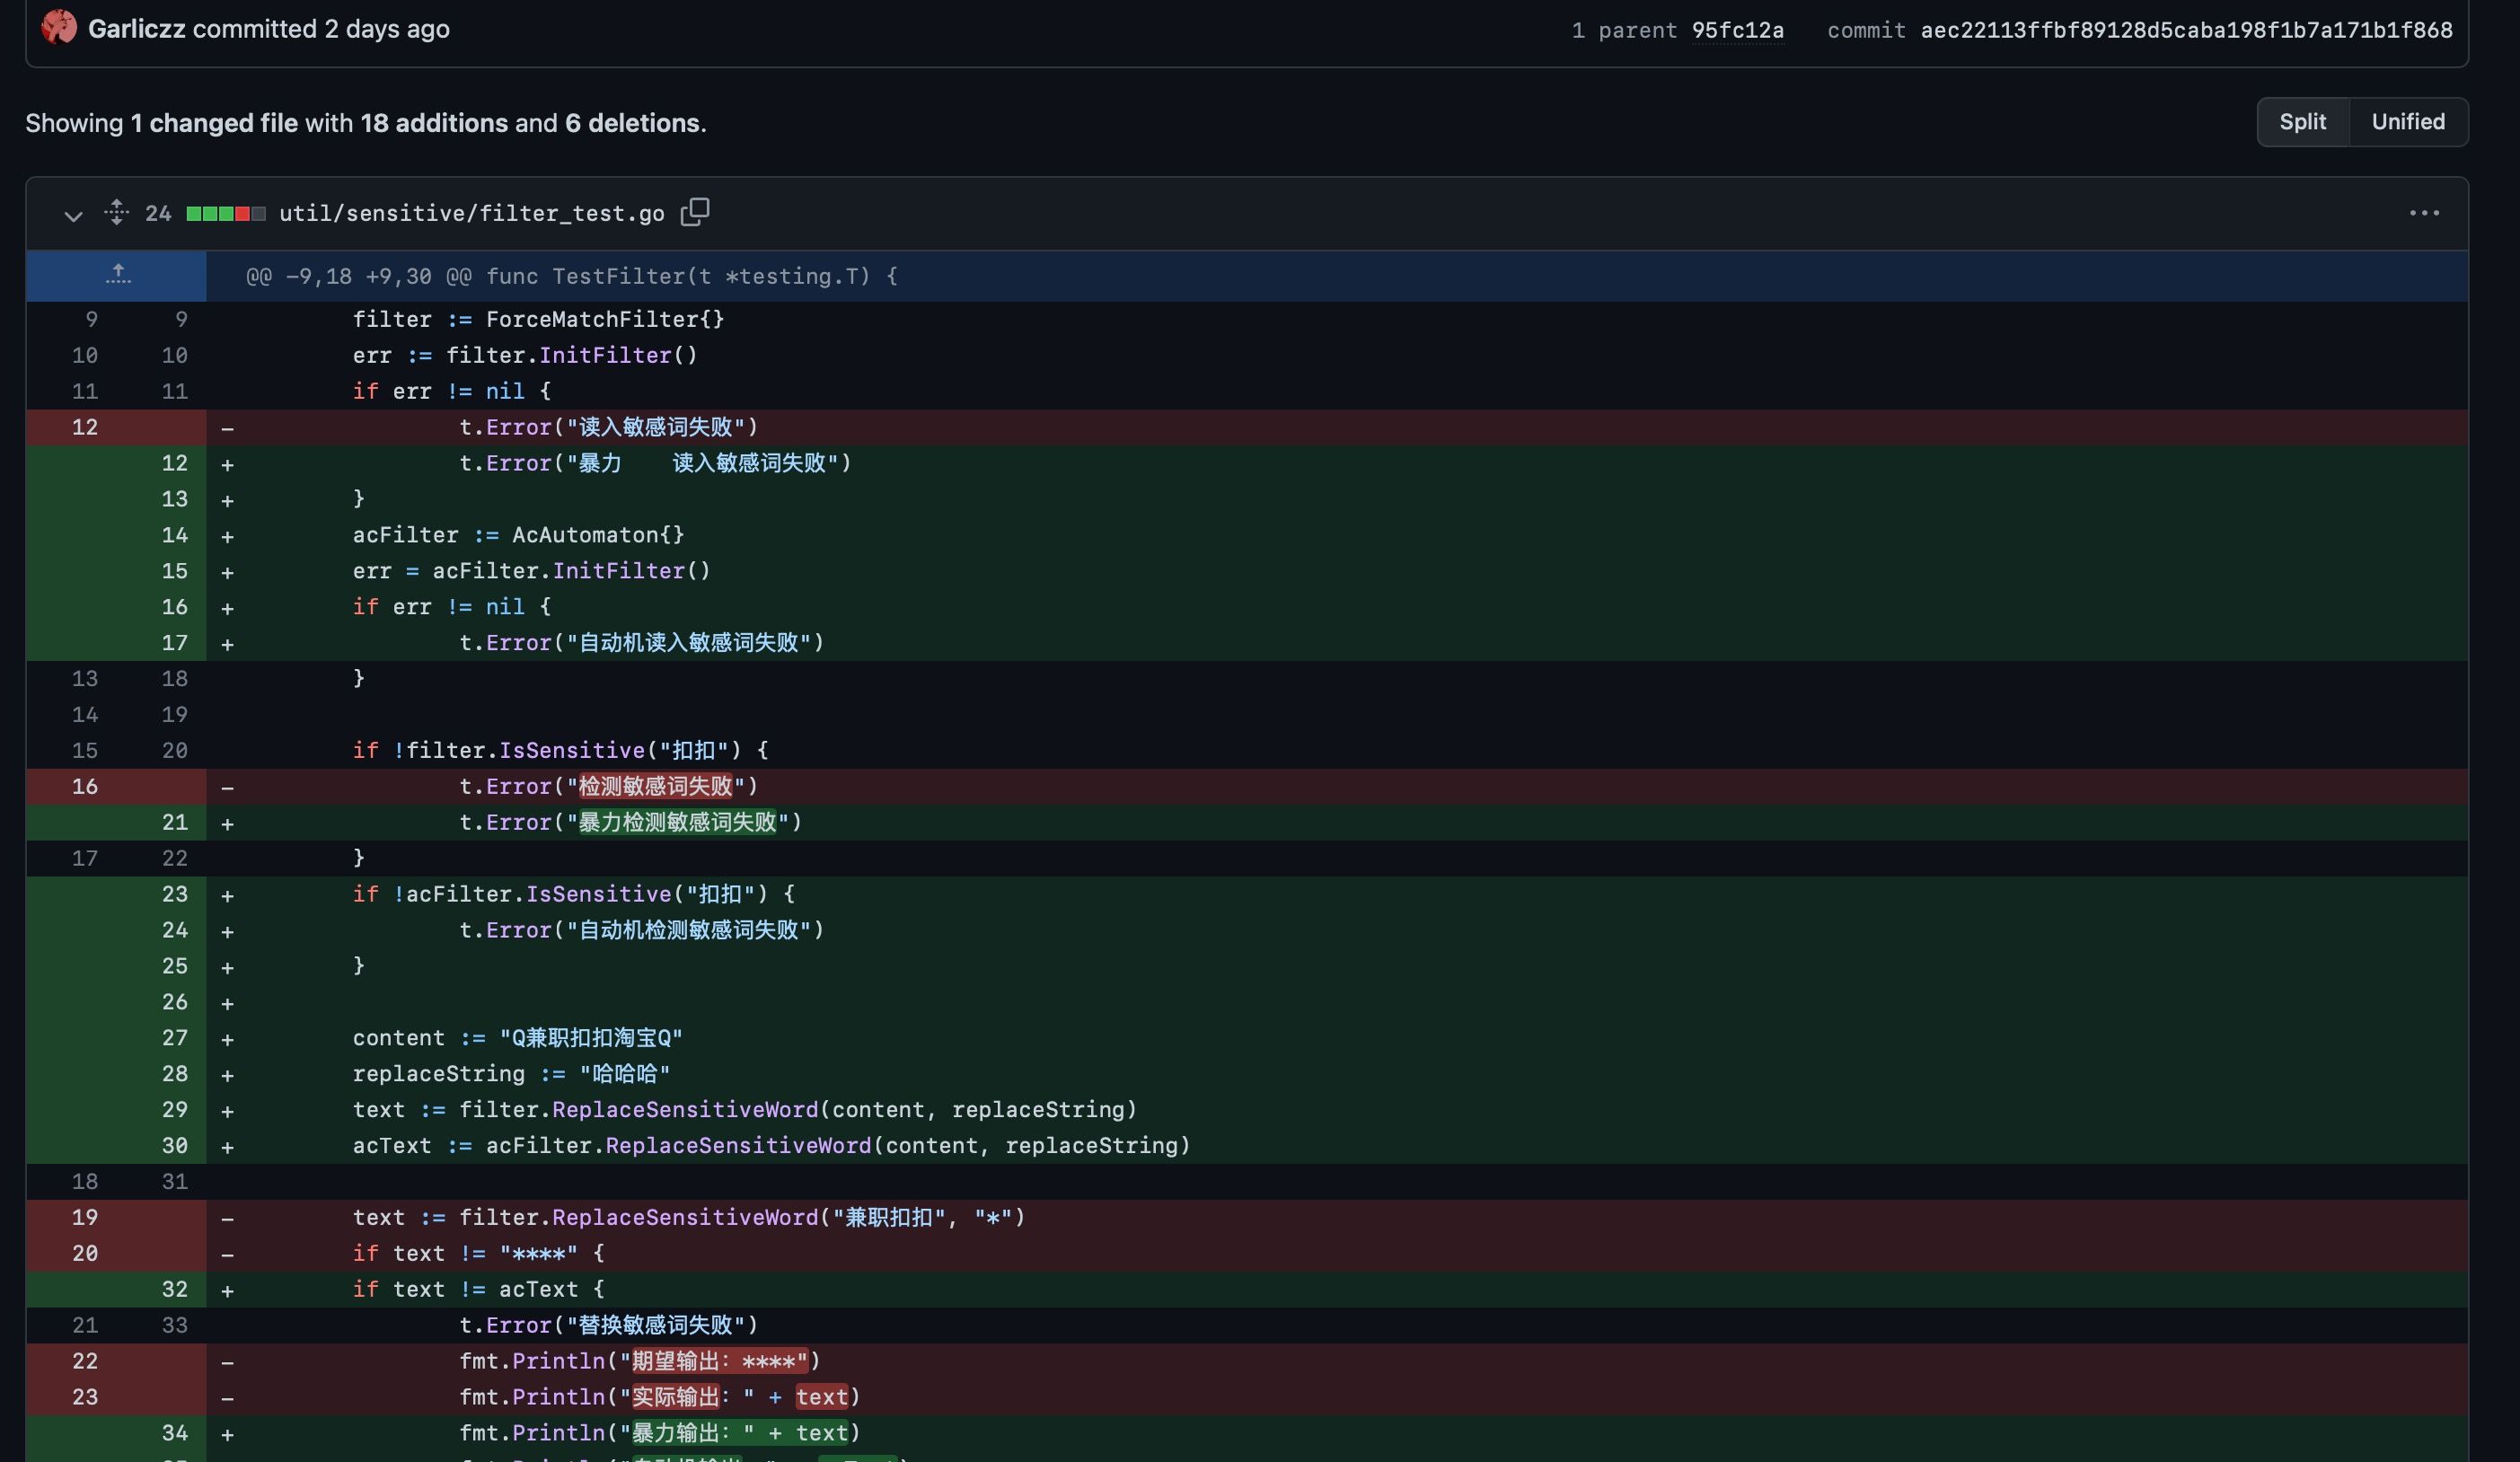 Garliczz committed 2 days ago
1 parent 95fc12a commit aec22113ffbf89128d5caba198f1b7a171b1f868
Showing 1 changed file with 18 additions and 6 deletions.
Split Unified
24 util/sensitive/filter_test.go
@@ -9,18 +9,30 @@ func TestFilter(t *testing.T) {
9 9 filter := ForceMatchFilter{}
10 10 err := filter.InitFilter()
11 11 if err != nil {
12 - t.Error("读入敏感词失败")
12 + t.Error("暴力    读入敏感词失败")
13 + }
14 + acFilter := AcAutomaton{}
15 + err = acFilter.InitFilter()
16 + if err != nil {
17 + t.Error("自动机读入敏感词失败")
13 18 }
14 19
15 20 if !filter.IsSensitive("扣扣") {
16 - t.Error("检测敏感词失败")
21 + t.Error("暴力检测敏感词失败")
17 22 }
23 + if !acFilter.IsSensitive("扣扣") {
24 + t.Error("自动机检测敏感词失败")
25 + }
26 +
27 + content := "Q兼职扣扣淘宝Q"
28 + replaceString := "哈哈哈"
29 + text := filter.ReplaceSensitiveWord(content, replaceString)
30 + acText := acFilter.ReplaceSensitiveWord(content, replaceString)
18 31
19 - text := filter.ReplaceSensitiveWord("兼职扣扣", "*")
20 - if text != "****" {
32 + if text != acText {
21 33 t.Error("替换敏感词失败")
22 - fmt.Println("期望输出: ****")
23 - fmt.Println("实际输出: " + text)
34 + fmt.Println("暴力输出: " + text)